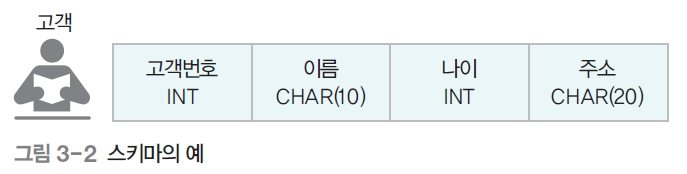 고객
고객번호 이름 나이 주소
INT CHAR(10) INT CHAR(20)
그림 3-2 스키마의 예